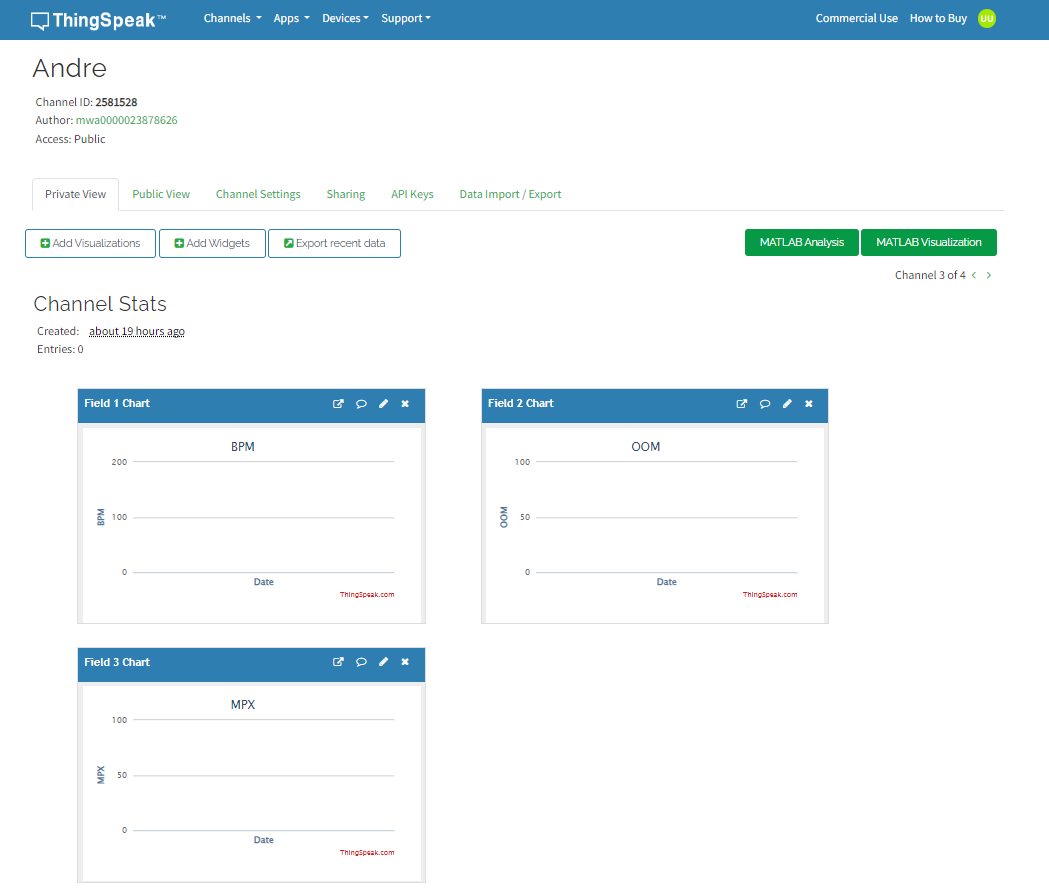 ThingSpeak™ Channels Apps Devices Support Commercial Use How to Buy UU
Andre
Channel ID: 2581528
Author: mwa0000023878626
Access: Public
Private View Public View Channel Settings Sharing API Keys Data Import / Export
Add Visualizations Add Widgets Export recent data MATLAB Analysis MATLAB Visualization
Channel 3 of 4 < >
Channel Stats
Created: about 19 hours ago
Entries: 0
Field 1 Chart
BPM
200
BPM
100
0
Date
ThingSpeak.com
Field 2 Chart
OOM
100
OOM
50
0
Date
ThingSpeak.com
Field 3 Chart
MPX
100
MPX
50
0
Date
ThingSpeak.com